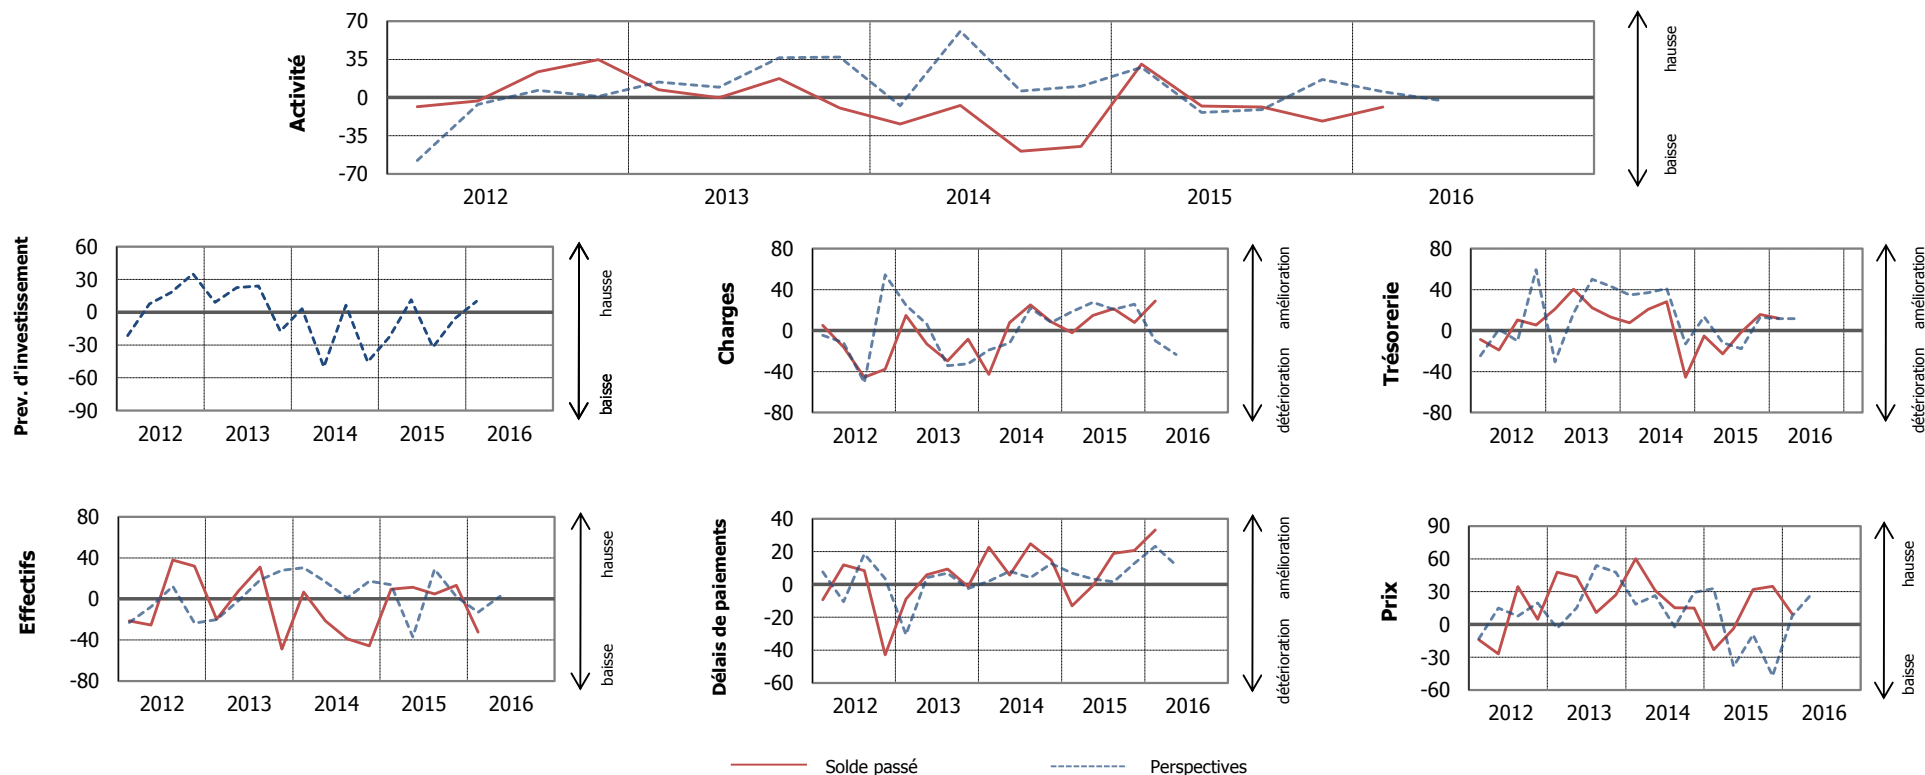 Activité
70
35
0
-35
-70
2012 2013 2014 2015 2016
hausse
baisse
Prev. d'investissement
60
30
0
-30
-60
-90
2012 2013 2014 2015 2016
hausse
baisse
Charges
80
40
0
-40
-80
2012 2013 2014 2015 2016
amélioration
détérioration
Trésorerie
80
40
0
-40
-80
2012 2013 2014 2015 2016
amélioration
détérioration
Effectifs
80
40
0
-40
-80
2012 2013 2014 2015 2016
hausse
baisse
Délais de paiements
40
20
0
-20
-40
-60
2012 2013 2014 2015 2016
amélioration
détérioration
Prix
90
60
30
0
-30
-60
2012 2013 2014 2015 2016
hausse
baisse
Solde passé Perspectives